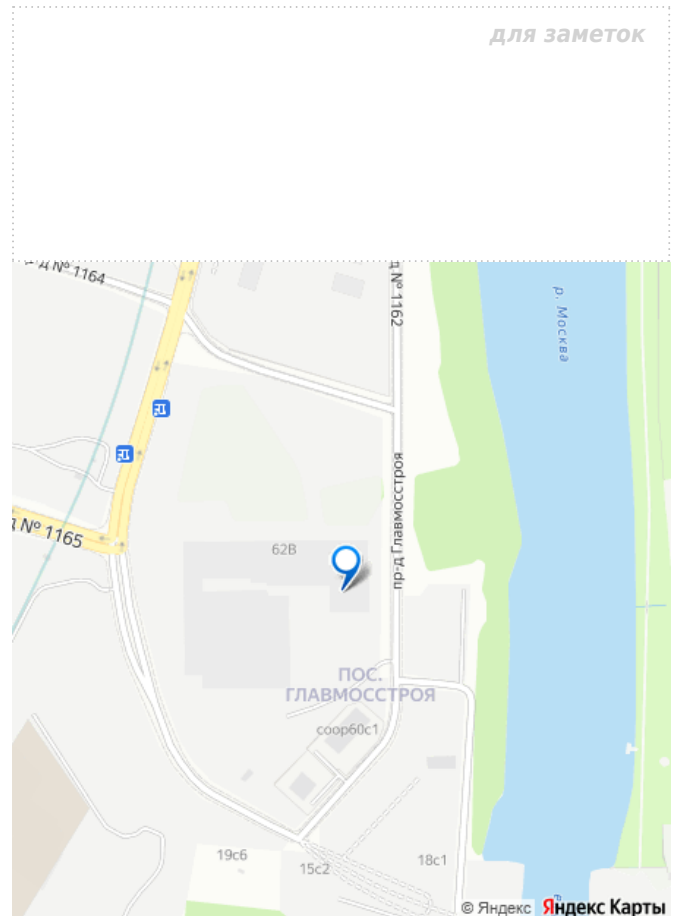 для заметок
пр-д № 1164
д № 1162
р. Москва
пр-д Главмосстроя
д № 1165
62В
ПОС.
ГЛАВМОССТРОЯ
соор60с1
19с6
15с2
18с1
© Яндекс Яндекс Карты